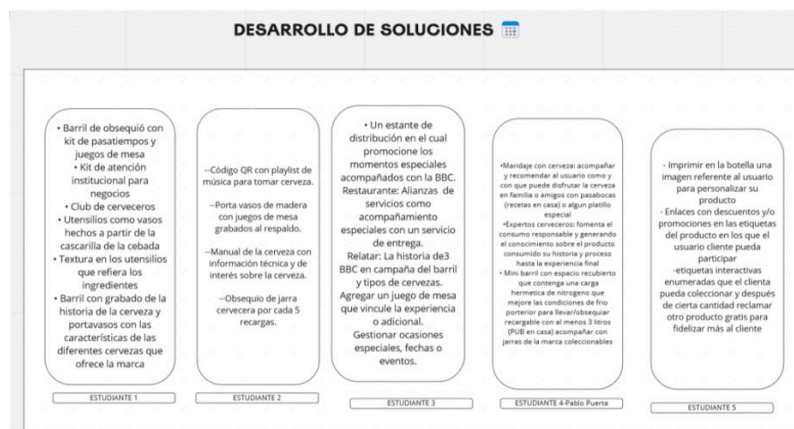 DESARROLLO DE SOLUCIONES
• Barril de obsequió con
kit de pasatiempos y
juegos de mesa
• Kit de atención
institucional para
negocios
• Club de cerveceros
• Utensilios como vasos
hechos a partir de la
cascarilla de la cebada
• Textura en los utensilios
que refiera los
ingredientes
• Barril con grabado de la
historia de la cerveza y
portavasos con las
características de las
diferentes cervezas que
ofrece la marca
ESTUDIANTE 1
--Código QR con playlist de
música para tomar cerveza.
--Porta vasos de madera
con juegos de mesa
grabados al respaldo.
--Manual de la cerveza con
información técnica y de
interés sobre la cerveza.
--Obsequio de jarra
cervecera por cada 5
recargas.
ESTUDIANTE 2
• Un estante de
distribución en el cual
promocione los
momentos especiales
acompañados con la BBC.
Restaurante: Alianzas de
servicios como
acompañamiento
especiales con un servicio
de entrega.
Relatar: La historia de3
BBC en campaña del barril
y tipos de cervezas.
Agregar un juego de mesa
que vincule la experiencia
o adicional.
Gestionar ocasiones
especiales, fechas o
eventos.
ESTUDIANTE 3
•Maridaje con cerveza: acompañar
y recomendar al usuario como y
con que puede disfrutar la cerveza
en familia o amigos con pasabocas
(recetas en casa) o algun platillo
especial
•Expertos cerveceros: fomenta el
consumo responsable y generando
el conocimiento sobre el producto
consumido su historia y proceso
hasta la experiencia final
• Mini barril con espacio recubierto
que contenga una carga
hermetica de nitrogeno que
mejore las condiciones de frio
porterior para llevar/obsequiar
recargable con al menos 3 litros
(PUB en casa) acompañar con
jarras de la marca coleccionables
ESTUDIANTE 4-Pablo Puerta
- Imprimir en la botella una
imagen referente al usuario
para personalizar su
producto
- Enlaces con descuentos y/o
promociones en las etiquetas
del producto en los que el
usuario cliente pueda
participar
-etiquetas interactivas
enumeradas que el clienta
pueda coleccionar y después
de cierta cantidad reclamar
otro producto gratis para
fidelizar más al cliente
ESTUDIANTE 5